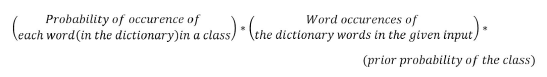 (Probability of occurence of
each word(in the dictionary)in a class) * (Word occurences of
the dictionary words in the given input) *
(prior probability of the class)